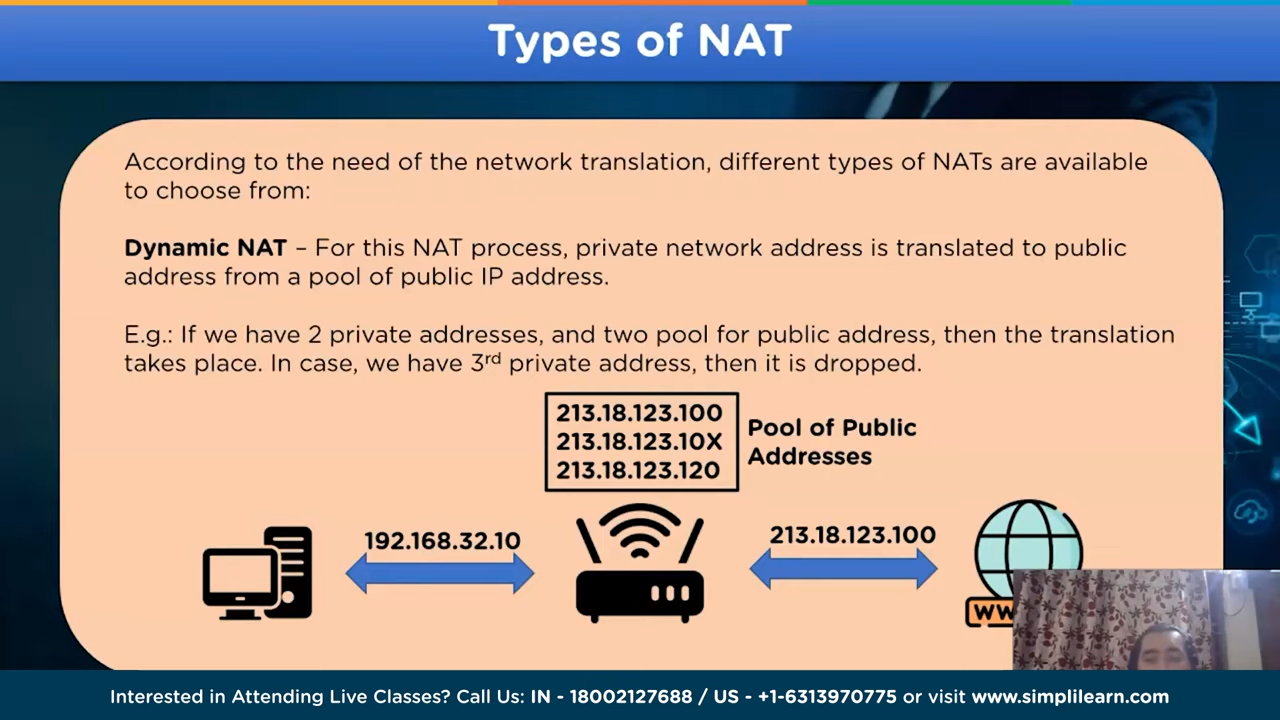 Types of NAT
According to the need of the network translation, different types of NATs are available
to choose from:
Dynamic NAT – For this NAT process, private network address is translated to public
address from a pool of public IP address.
E.g.: If we have 2 private addresses, and two pool for public address, then the translation
takes place. In case, we have 3rd private address, then it is dropped.
213.18.123.100
213.18.123.10X
213.18.123.120
Pool of Public
Addresses
192.168.32.10
213.18.123.100
Interested in Attending Live Classes? Call Us: IN - 18002127688 / US - +1-6313970775 or visit www.simplilearn.com